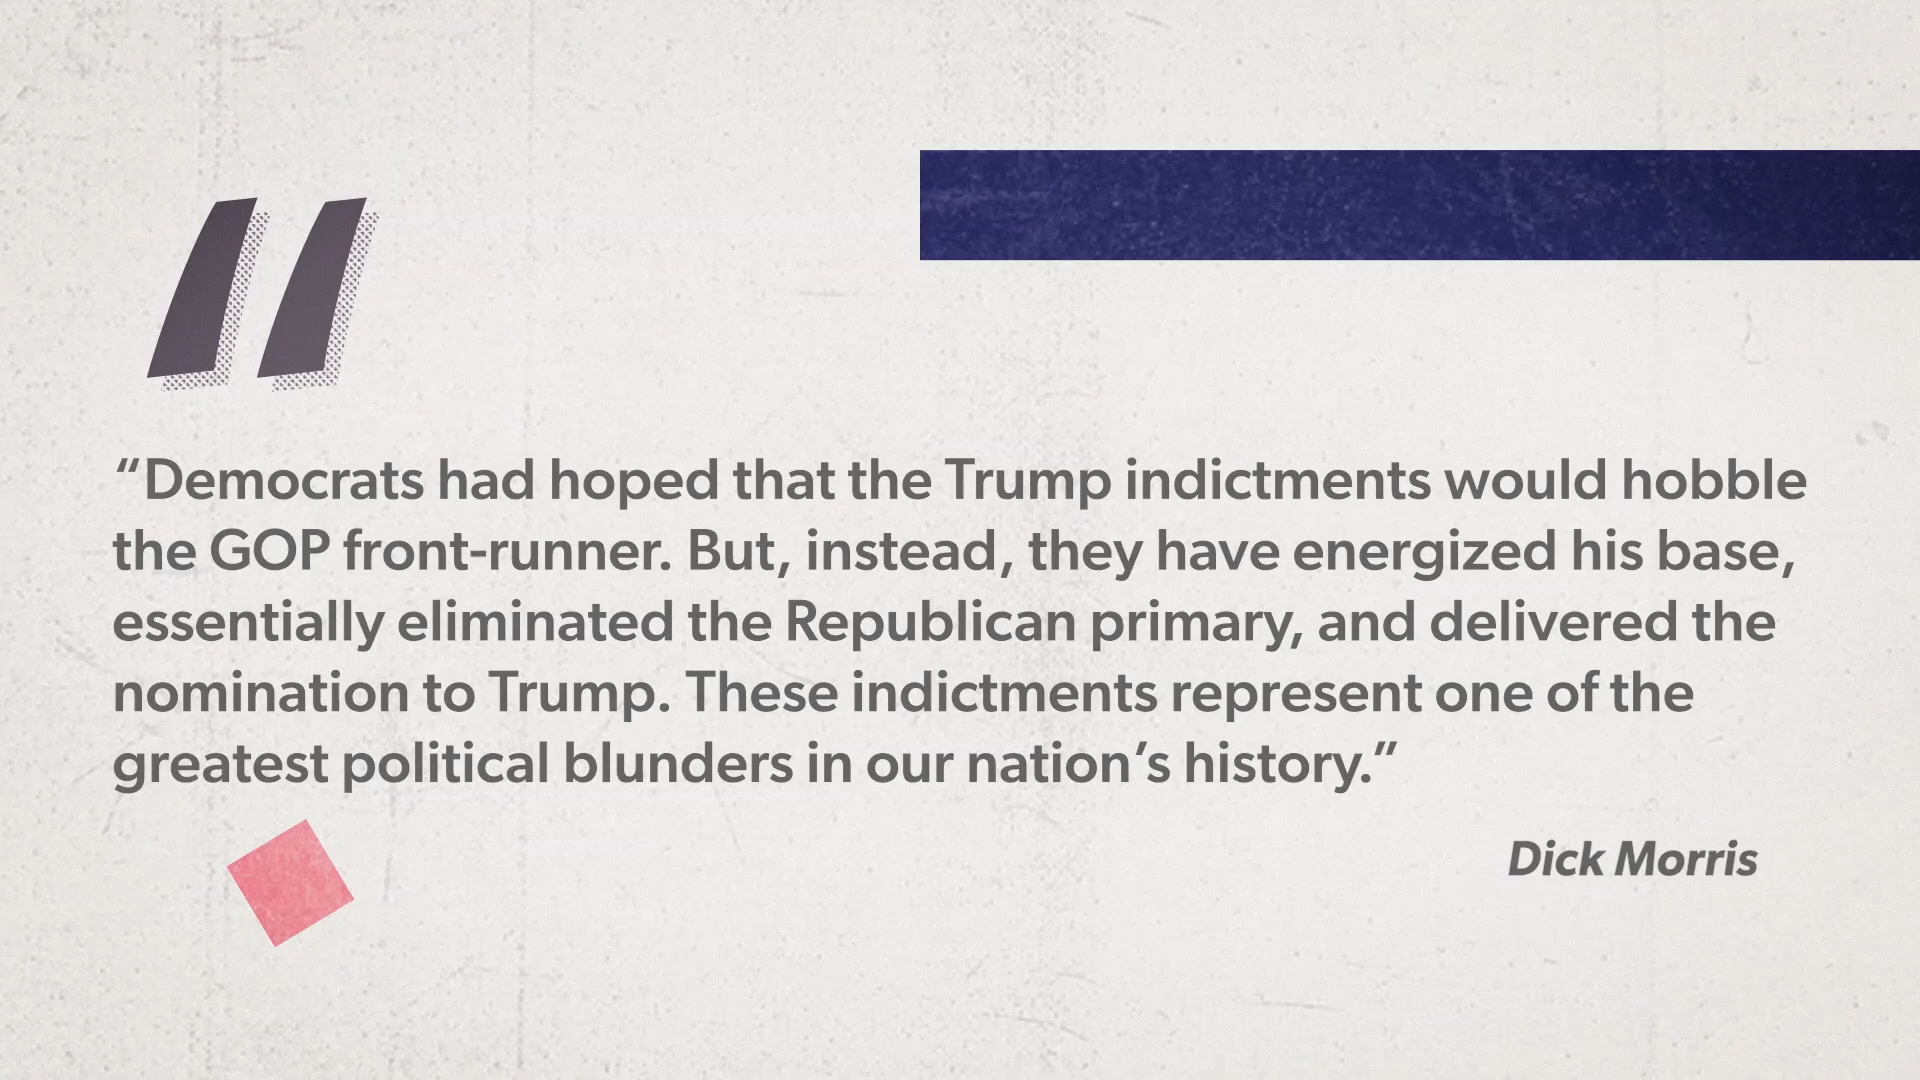 “Democrats had hoped that the Trump indictments would hobble
the GOP front-runner. But, instead, they have energized his base,
essentially eliminated the Republican primary, and delivered the
nomination to Trump. These indictments represent one of the
greatest political blunders in our nation’s history.”
Dick Morris